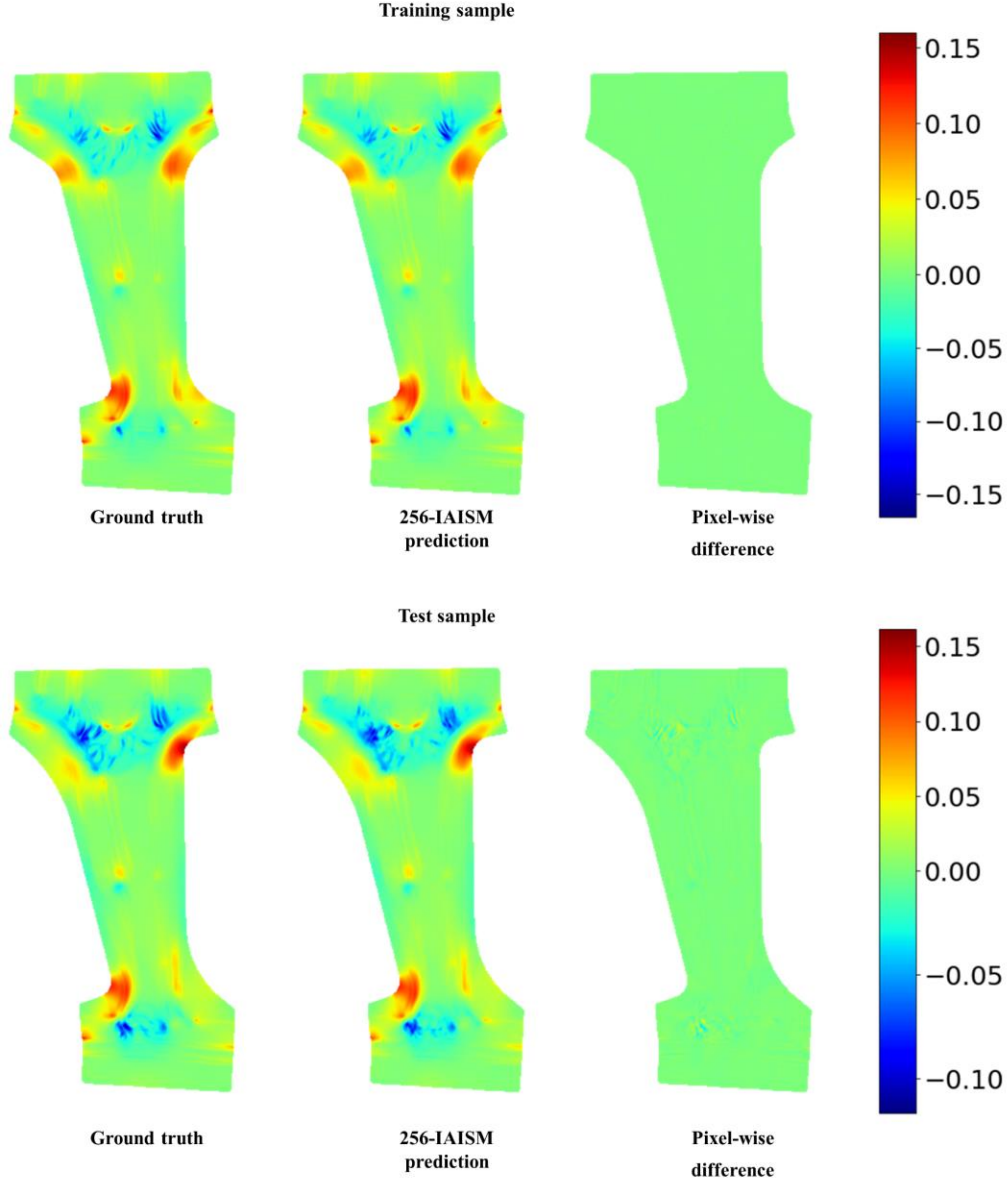 Training sample
0.15
0.10
0.05
0.00
−0.05
−0.10
−0.15
Ground truth
256-IAISM
prediction
Pixel-wise
difference
Test sample
0.15
0.10
0.05
0.00
−0.05
−0.10
Ground truth
256-IAISM
prediction
Pixel-wise
difference